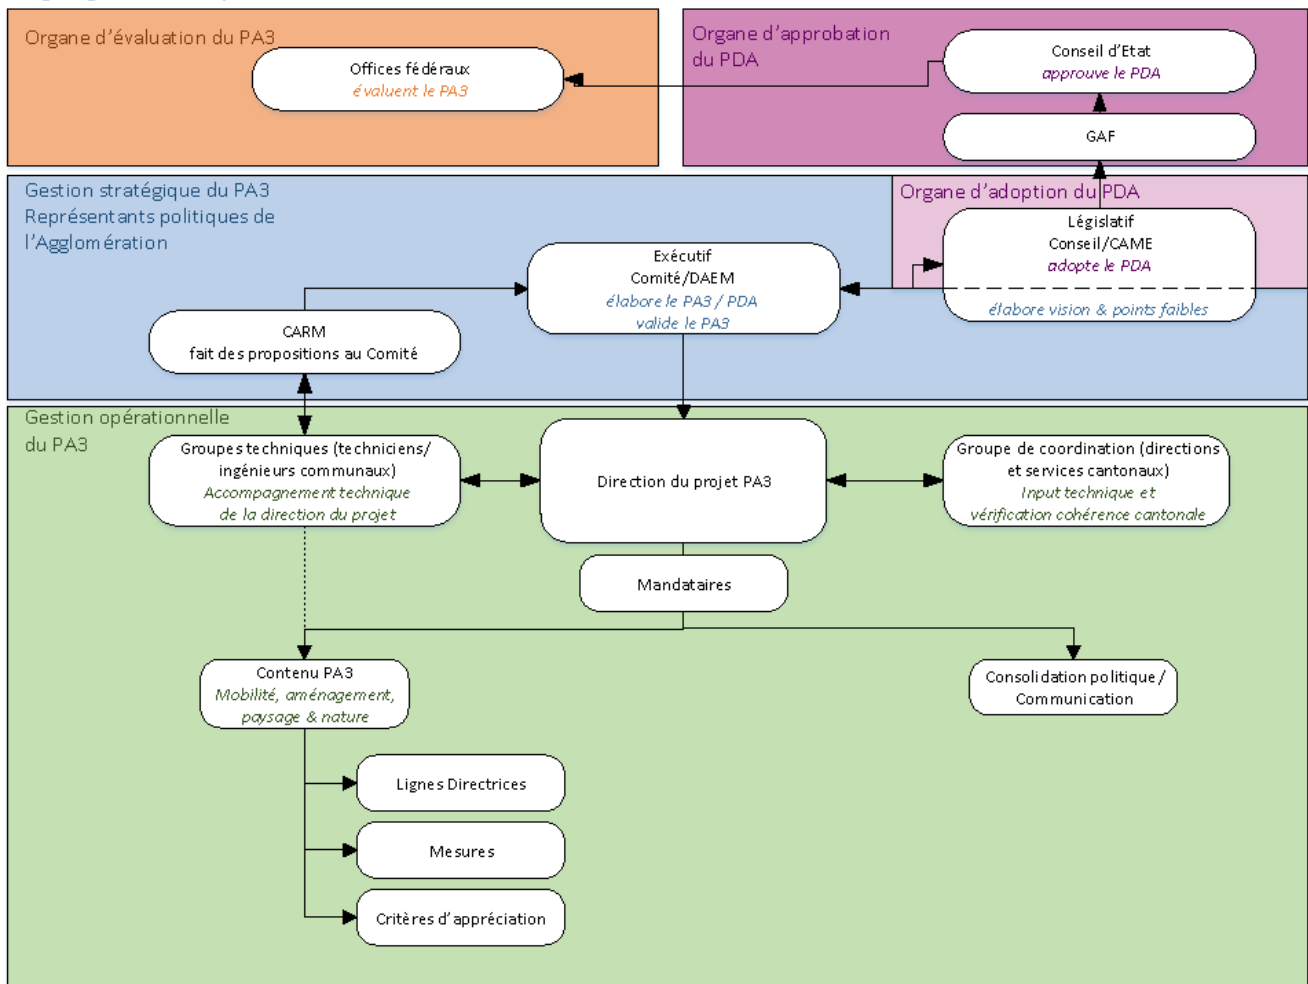 Organe d'évaluation du PA3
Offices fédéraux
évaluent le PA3
Organe d'approbation
du PDA
Conseil d'Etat
approuve le PDA
GAF
Gestion stratégique du PA3
Représentants politiques de
l'Agglomération
Organe d'adoption du PDA
Législatif
Conseil/CAME
adopte le PDA
élabore vision & points faibles
Exécutif
Comité/DAEM
élabore le PA3 / PDA
valide le PA3
CARM
fait des propositions au Comité
Gestion opérationnelle
du PA3
Groupes techniques (techniciens/
ingénieurs communaux)
Accompagnement technique
de la direction du projet
Direction du projet PA3
Groupe de coordination (directions
et services cantonaux)
Input technique et
vérification cohérence cantonale
Mandataires
Contenu PA3
Mobilité, aménagement,
paysage & nature
Consolidation politique/
Communication
Lignes Directrices
Mesures
Critères d'appréciation